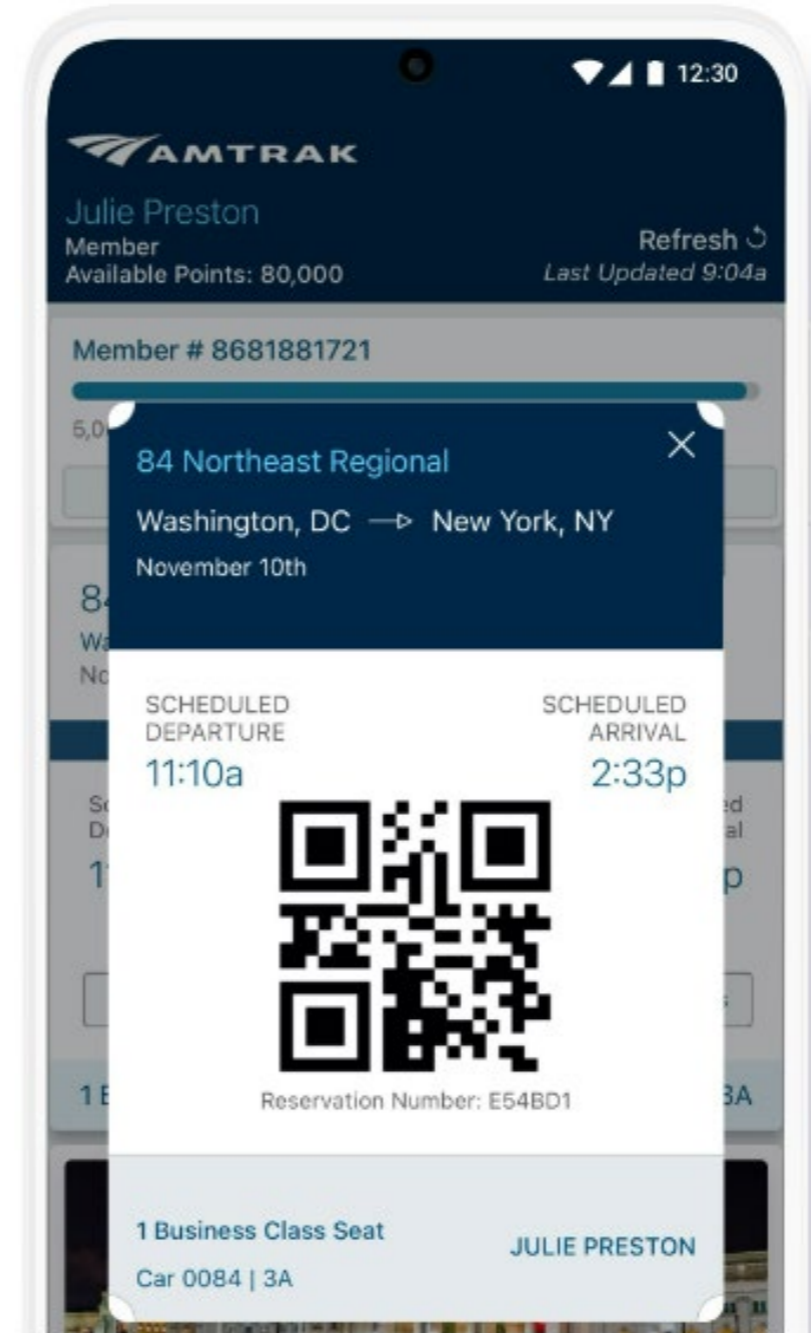 12:30
AMTRAK
Julie Preston
Member
Available Points: 80,000
Refresh
Last Updated 9:04a
Member # 8681881721
84 Northeast Regional
Washington, DC → New York, NY
November 10th
SCHEDULED
DEPARTURE
11:10a
SCHEDULED
ARRIVAL
2:33p
Reservation Number: E54BD1
1 Business Class Seat
Car 0084 | 3A
JULIE PRESTON